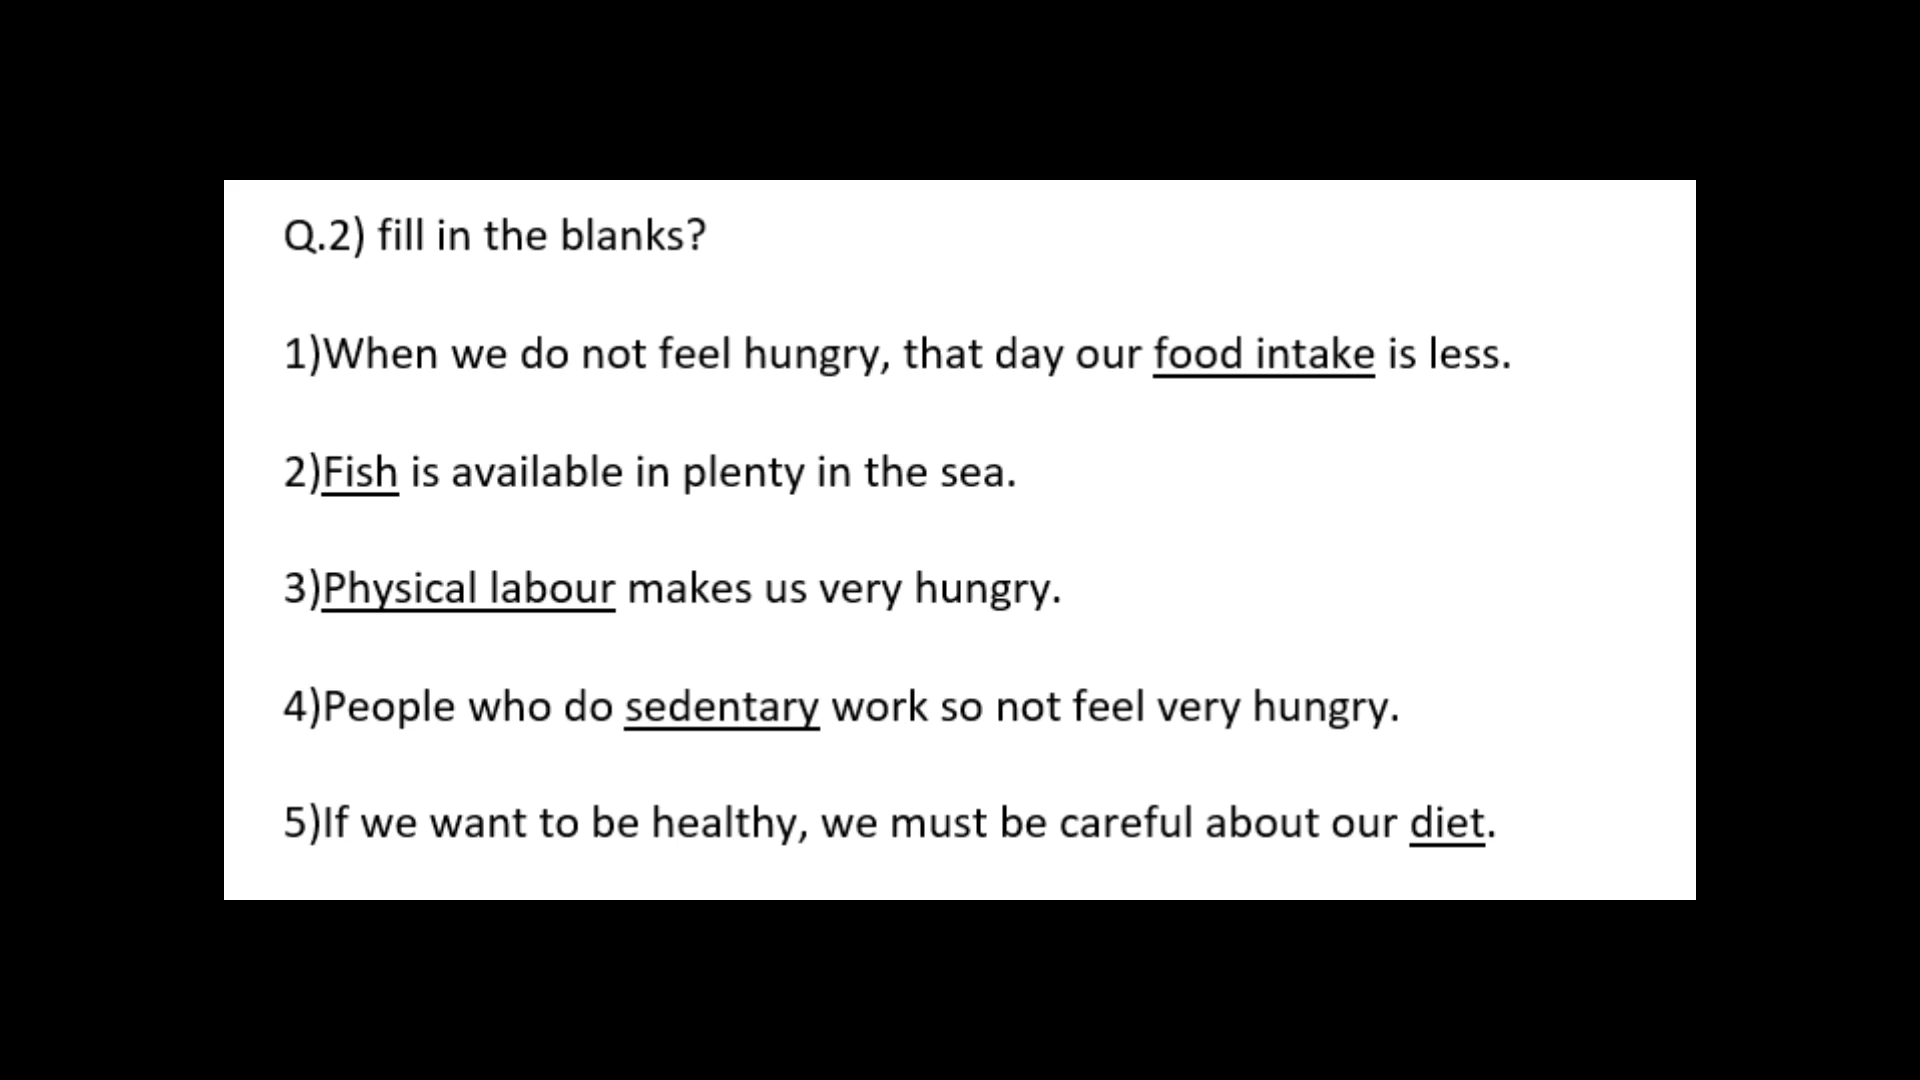 Q.2) fill in the blanks?
1)When we do not feel hungry, that day our food intake is less.
2)Fish is available in plenty in the sea.
3)Physical labour makes us very hungry.
4)People who do sedentary work so not feel very hungry.
5)If we want to be healthy, we must be careful about our diet.